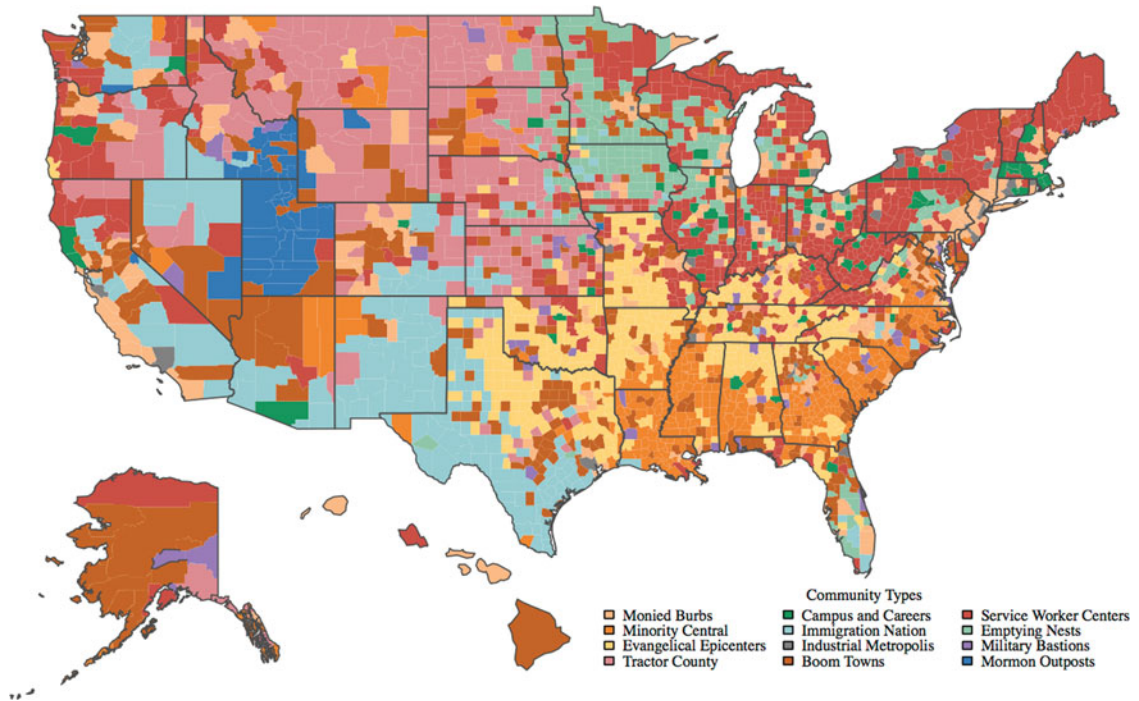 Community Types
Monied Burbs
Minority Central
Evangelical Epicenters
Tractor County
Campus and Careers
Immigration Nation
Industrial Metropolis
Boom Towns
Service Worker Centers
Emptying Nests
Military Bastions
Mormon Outposts